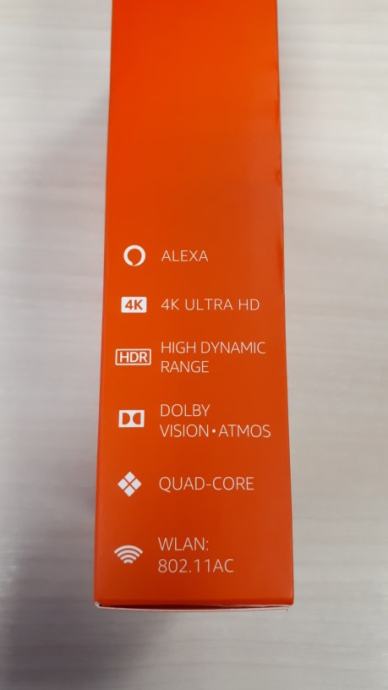 ALEXA
4K 4K ULTRA HD
HDR HIGH DYNAMIC
RANGE
DOLBY
VISION•ATMOS
QUAD-CORE
WLAN:
802.11AC